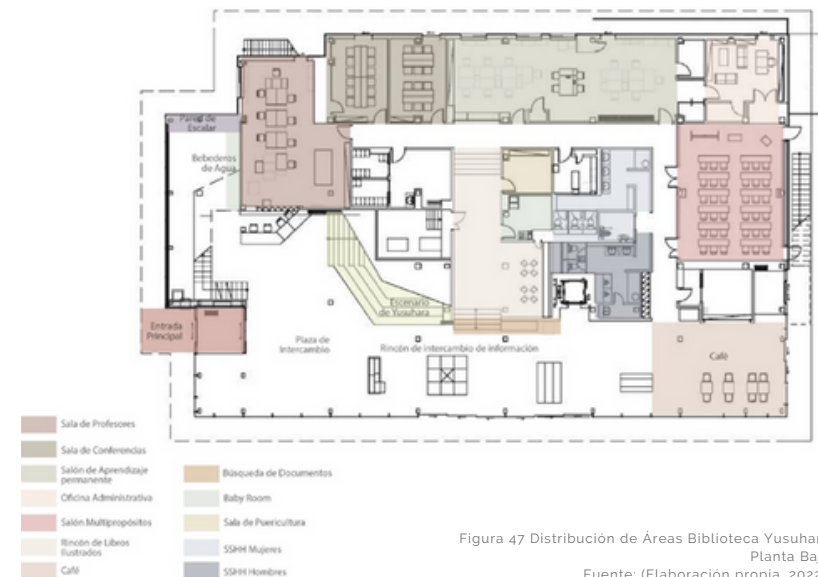 Pared de
Escalar
Bebederos
de Agua
Entrada
Principal
Escenario
de Yusuhara
Plaza de
Intercambio
Rincón de intercambio de información
Café
Sala de Profesores
Sala de Conferencias
Salón de Aprendizaje
permanente
Oficina Administrativa
Salón Multipropósitos
Rincón de Libros
Ilustrados
Café
Búsqueda de Documentos
Baby Room
Sala de Puericultura
SSHH Mujeres
SSHH Hombres
Figura 47 Distribución de Áreas Biblioteca Yusuhar
Planta Baj
Fuente: (Elaboración propia, 2022